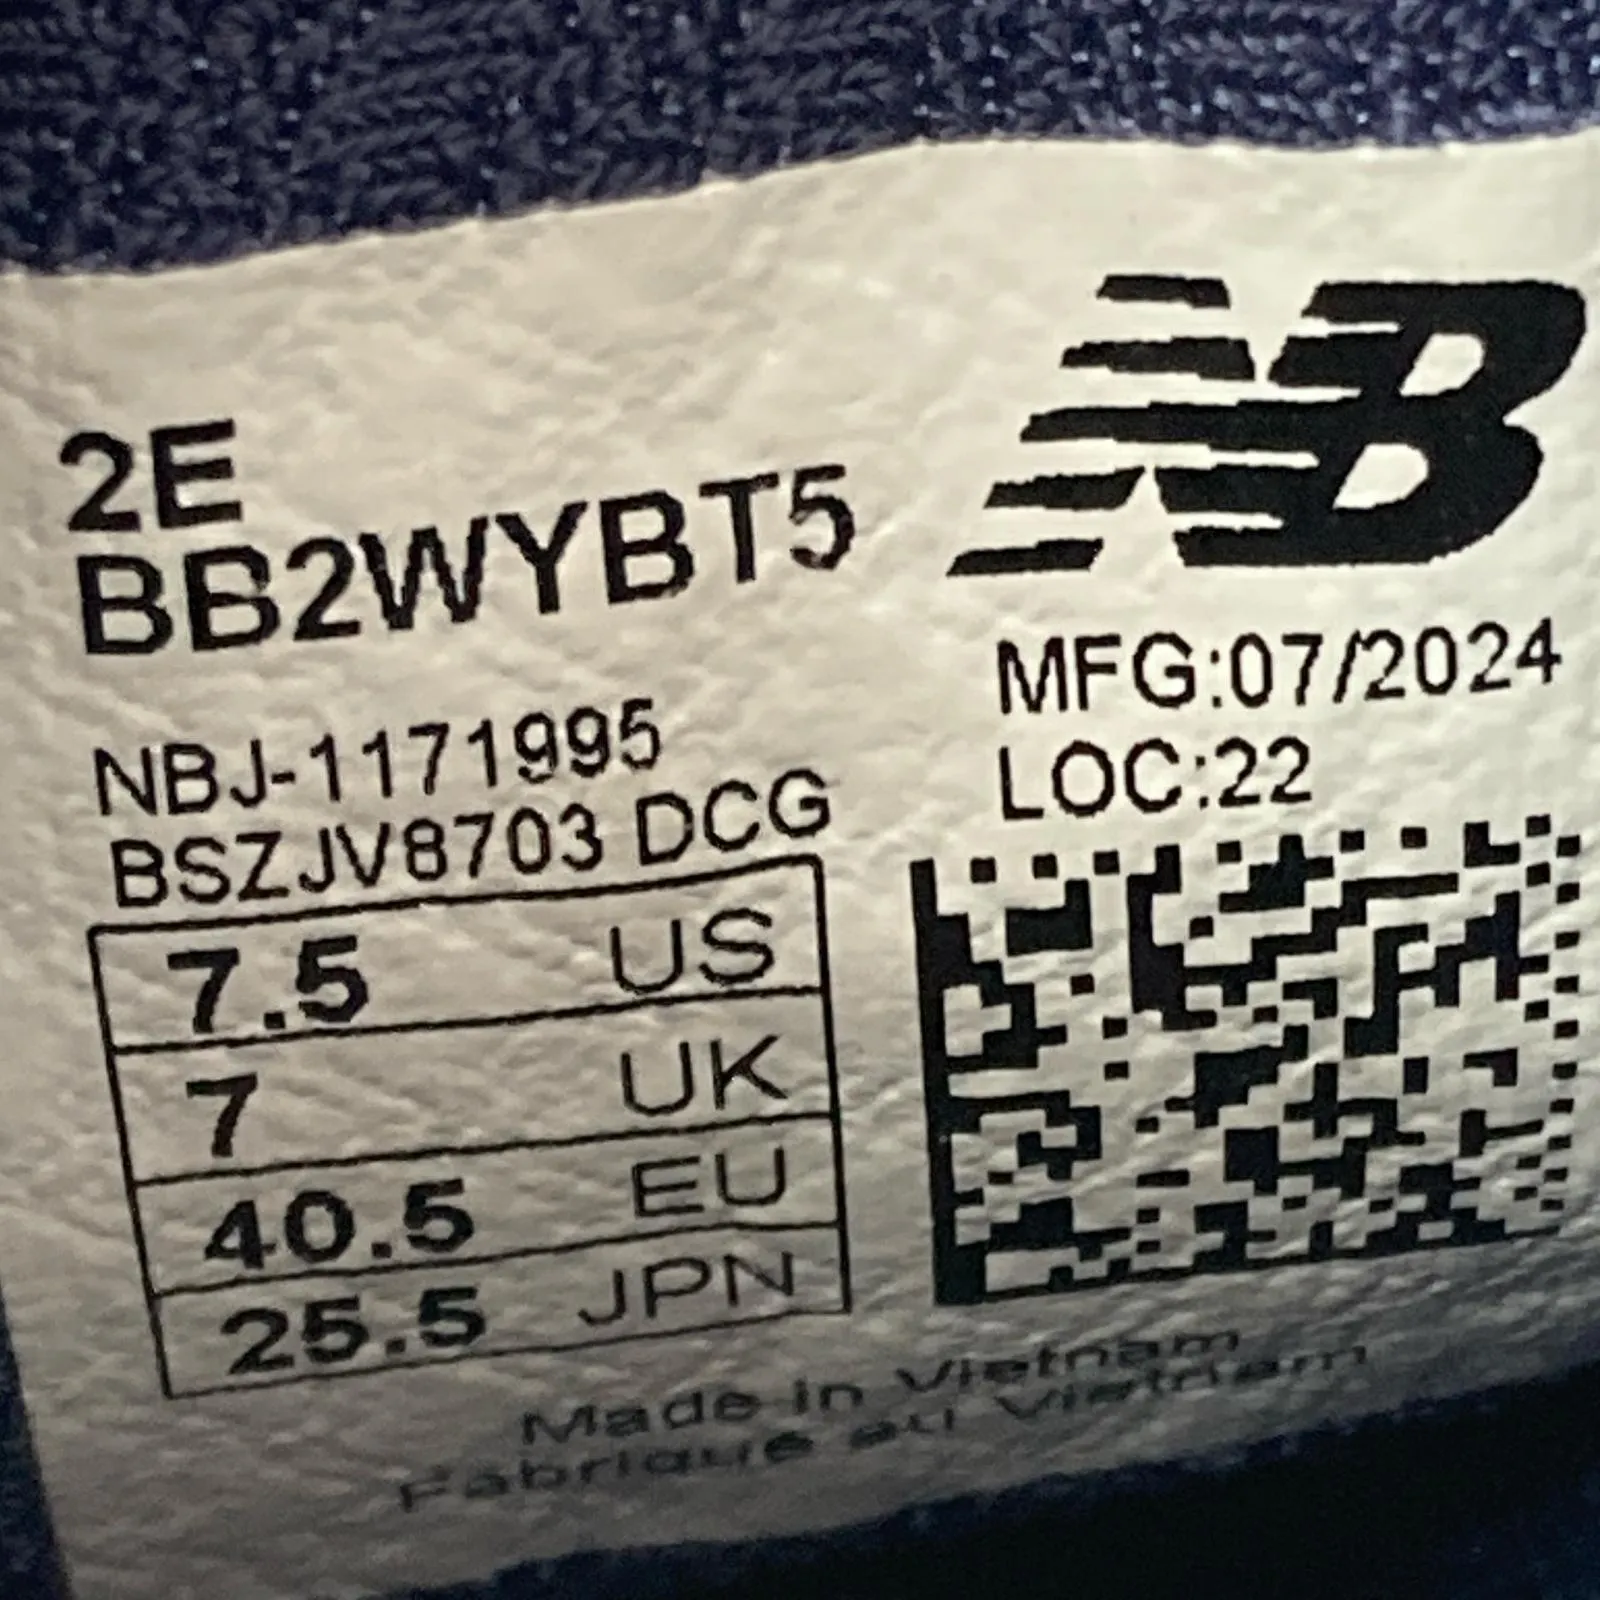 2E
BB2WYBT5
NBJ-1171995
BSZJV8703 DCG
7.5 US
7 UK
40.5 EU
25.5 JPN
NB
MFG:07/2024
LOC:22
Made in Vietnam
Fabriqué au Vietnam